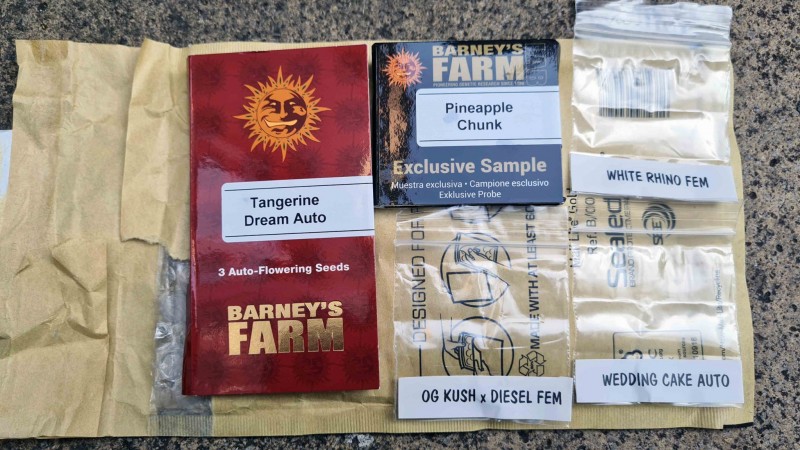 Tangerine
Dream Auto
3 Auto-Flowering Seeds
BARNEY'S
FARM
BARNEY'S
FARM
Pineapple
Chunk
Exclusive Sample
Muestra exclusiva • Campione esclusivo
Exklusive Probe
WHITE RHINO FEM
DESIGNED FOR
MADE WITH AT LEAST
OG KUSH x DIESEL FEM
Sealed
WEDDING CAKE AUTO